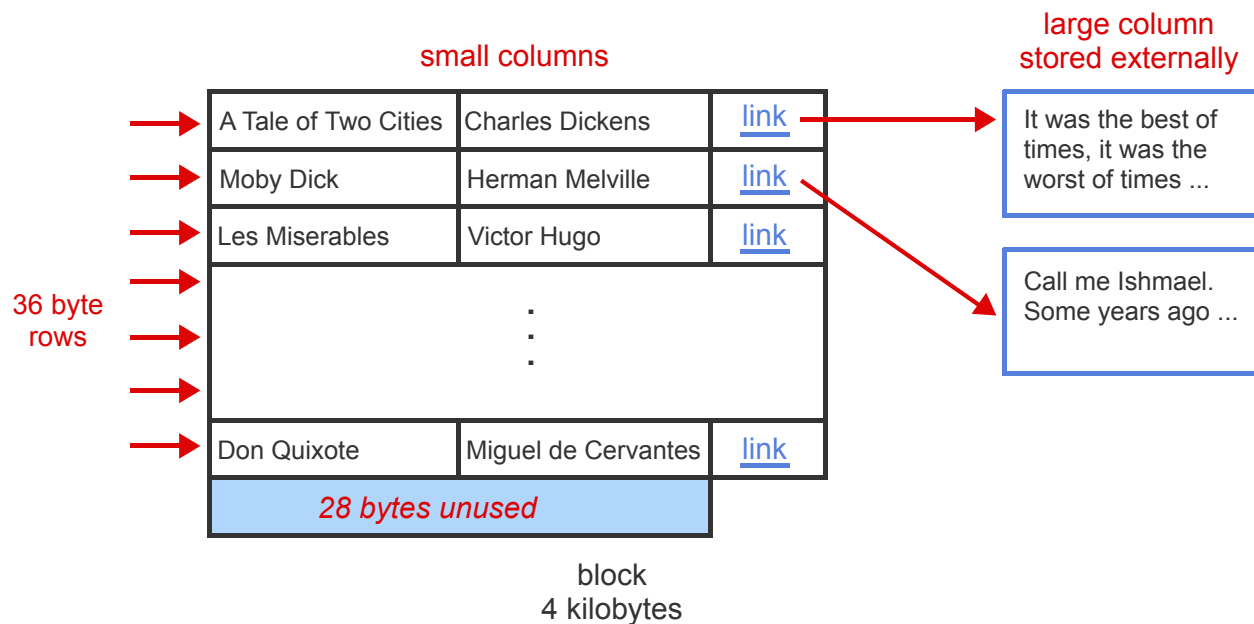 small columns
large column
stored externally
A Tale of Two Cities Charles Dickens link
Moby Dick Herman Melville link
Les Miserables Victor Hugo link
.
.
.
Don Quixote Miguel de Cervantes link
28 bytes unused
36 byte
rows
It was the best of
times, it was the
worst of times ...
Call me Ishmael.
Some years ago ...
block
4 kilobytes